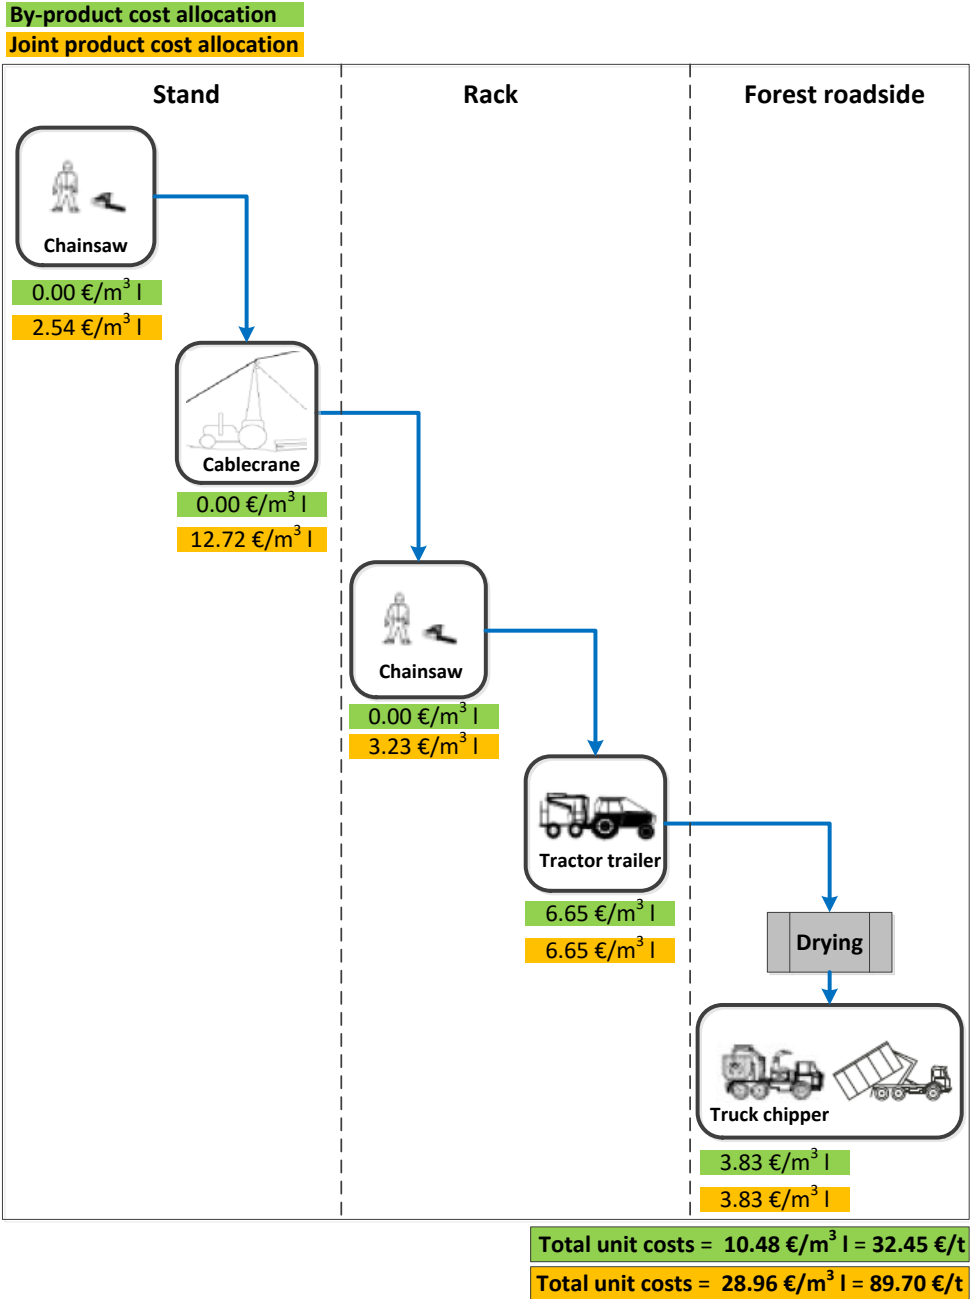 By-product cost allocation
Joint product cost allocation
Stand
Rack
Forest roadside
Chainsaw
0.00 €/m³ l
2.54 €/m³ l
Cablecrane
0.00 €/m³ l
12.72 €/m³ l
Chainsaw
0.00 €/m³ l
3.23 €/m³ l
Tractor trailer
6.65 €/m³ l
6.65 €/m³ l
Drying
Truck chipper
3.83 €/m³ l
3.83 €/m³ l
Total unit costs = 10.48 €/m³ l = 32.45 €/t
Total unit costs = 28.96 €/m³ l = 89.70 €/t